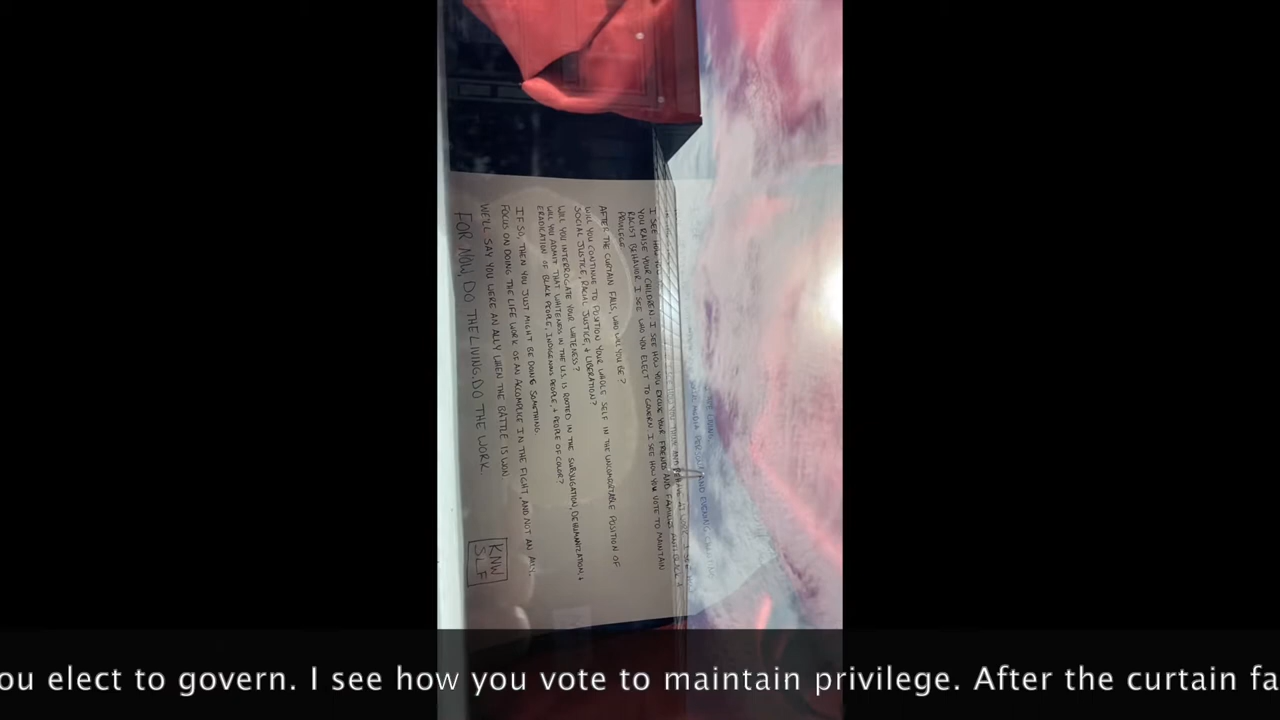 I SEE HOW YOU
YOU RAISE YOUR CHILDREN. I SEE HOW YOU EXCUSE YOUR FRIENDS AND FAMILIES ANTI-BLACK &
RACIST BEHAVIOR. I SEE WHO YOU ELECT TO GOVERN. I SEE HOW YOU VOTE TO MAINTAIN
PRIVILEGE.
AFTER THE CURTAIN FALLS, WHO WILL YOU BE?
WILL YOU CONTINUE TO POSITION YOUR WHOLE SELF IN THE UNCOMFORTABLE POSITION OF
SOCIAL JUSTICE, RACIAL JUSTICE, & LIBERATION?
WILL YOU INTERROGATE YOUR WHITENESS?
WILL YOU ADMIT THAT WHITENESS IN THE U.S. IS ROOTED IN THE SUBJUGATION, DEHUMANIZATION, &
ERADICATION OF BLACK PEOPLE, INDIGENOUS PEOPLE, & PEOPLE OF COLOR?
IF SO, THEN YOU JUST MIGHT BE DOING SOMETHING.
FOCUS ON DOING THE LIFE WORK OF AN ACCOMPLICE IN THE FIGHT, AND NOT AN ALLY.
WE'LL SAY YOU WERE AN ALLY WHEN THE BATTLE IS WON
FOR NOW, DO THE LIVING. DO THE WORK.
KNW
SLF
ou elect to govern. I see how you vote to maintain privilege. After the curtain fa